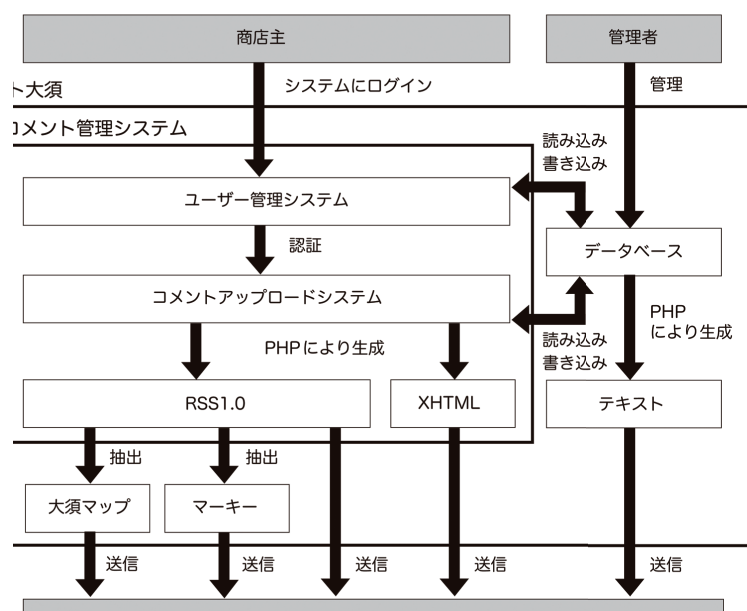 商店主
管理者
システムにログイン
管理
ト大須
コメント管理システム
読み込み
書き込み
ユーザー管理システム
認証
データベース
コメントアップロードシステム
PHPにより生成
読み込み
書き込み
PHP
により生成
RSS1.0
XHTML
テキスト
抽出
抽出
大須マップ
マーキー
送信
送信
送信
送信
送信